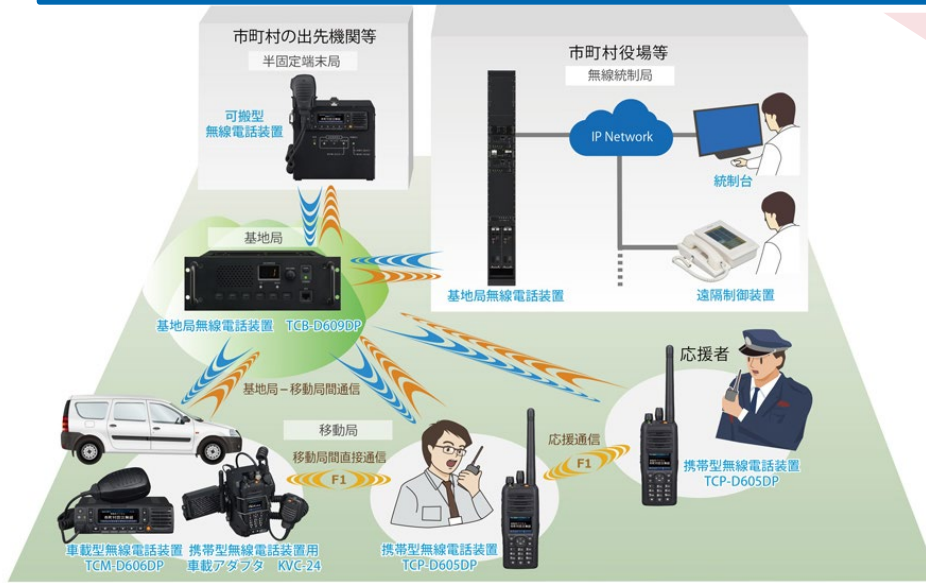 市町村の出先機関等
半固定端末局
可搬型
無線電話装置
市町村役場等
無線統制局
IP Network
統制台
基地局無線電話装置
遠隔制御装置
基地局
基地局無線電話装置 TCB-D609DP
基地局－移動局間通信
応援者
移動局
移動局間直接通信
F1
応援通信
F1
携帯型無線電話装置
TCP-D605DP
車載型無線電話装置
TCM-D606DP
携帯型無線電話装置用
車載アダプタ KVC-24
携帯型無線電話装置
TCP-D605DP